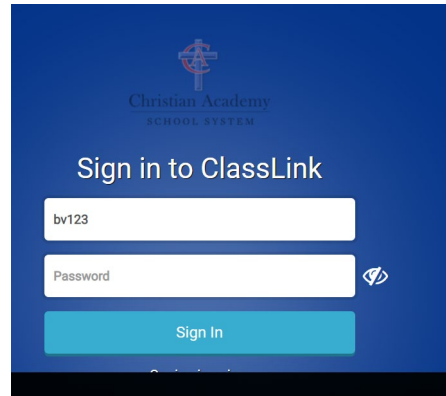 Christian Academy
SCHOOL SYSTEM
Sign in to ClassLink
bv123
Password
Sign In